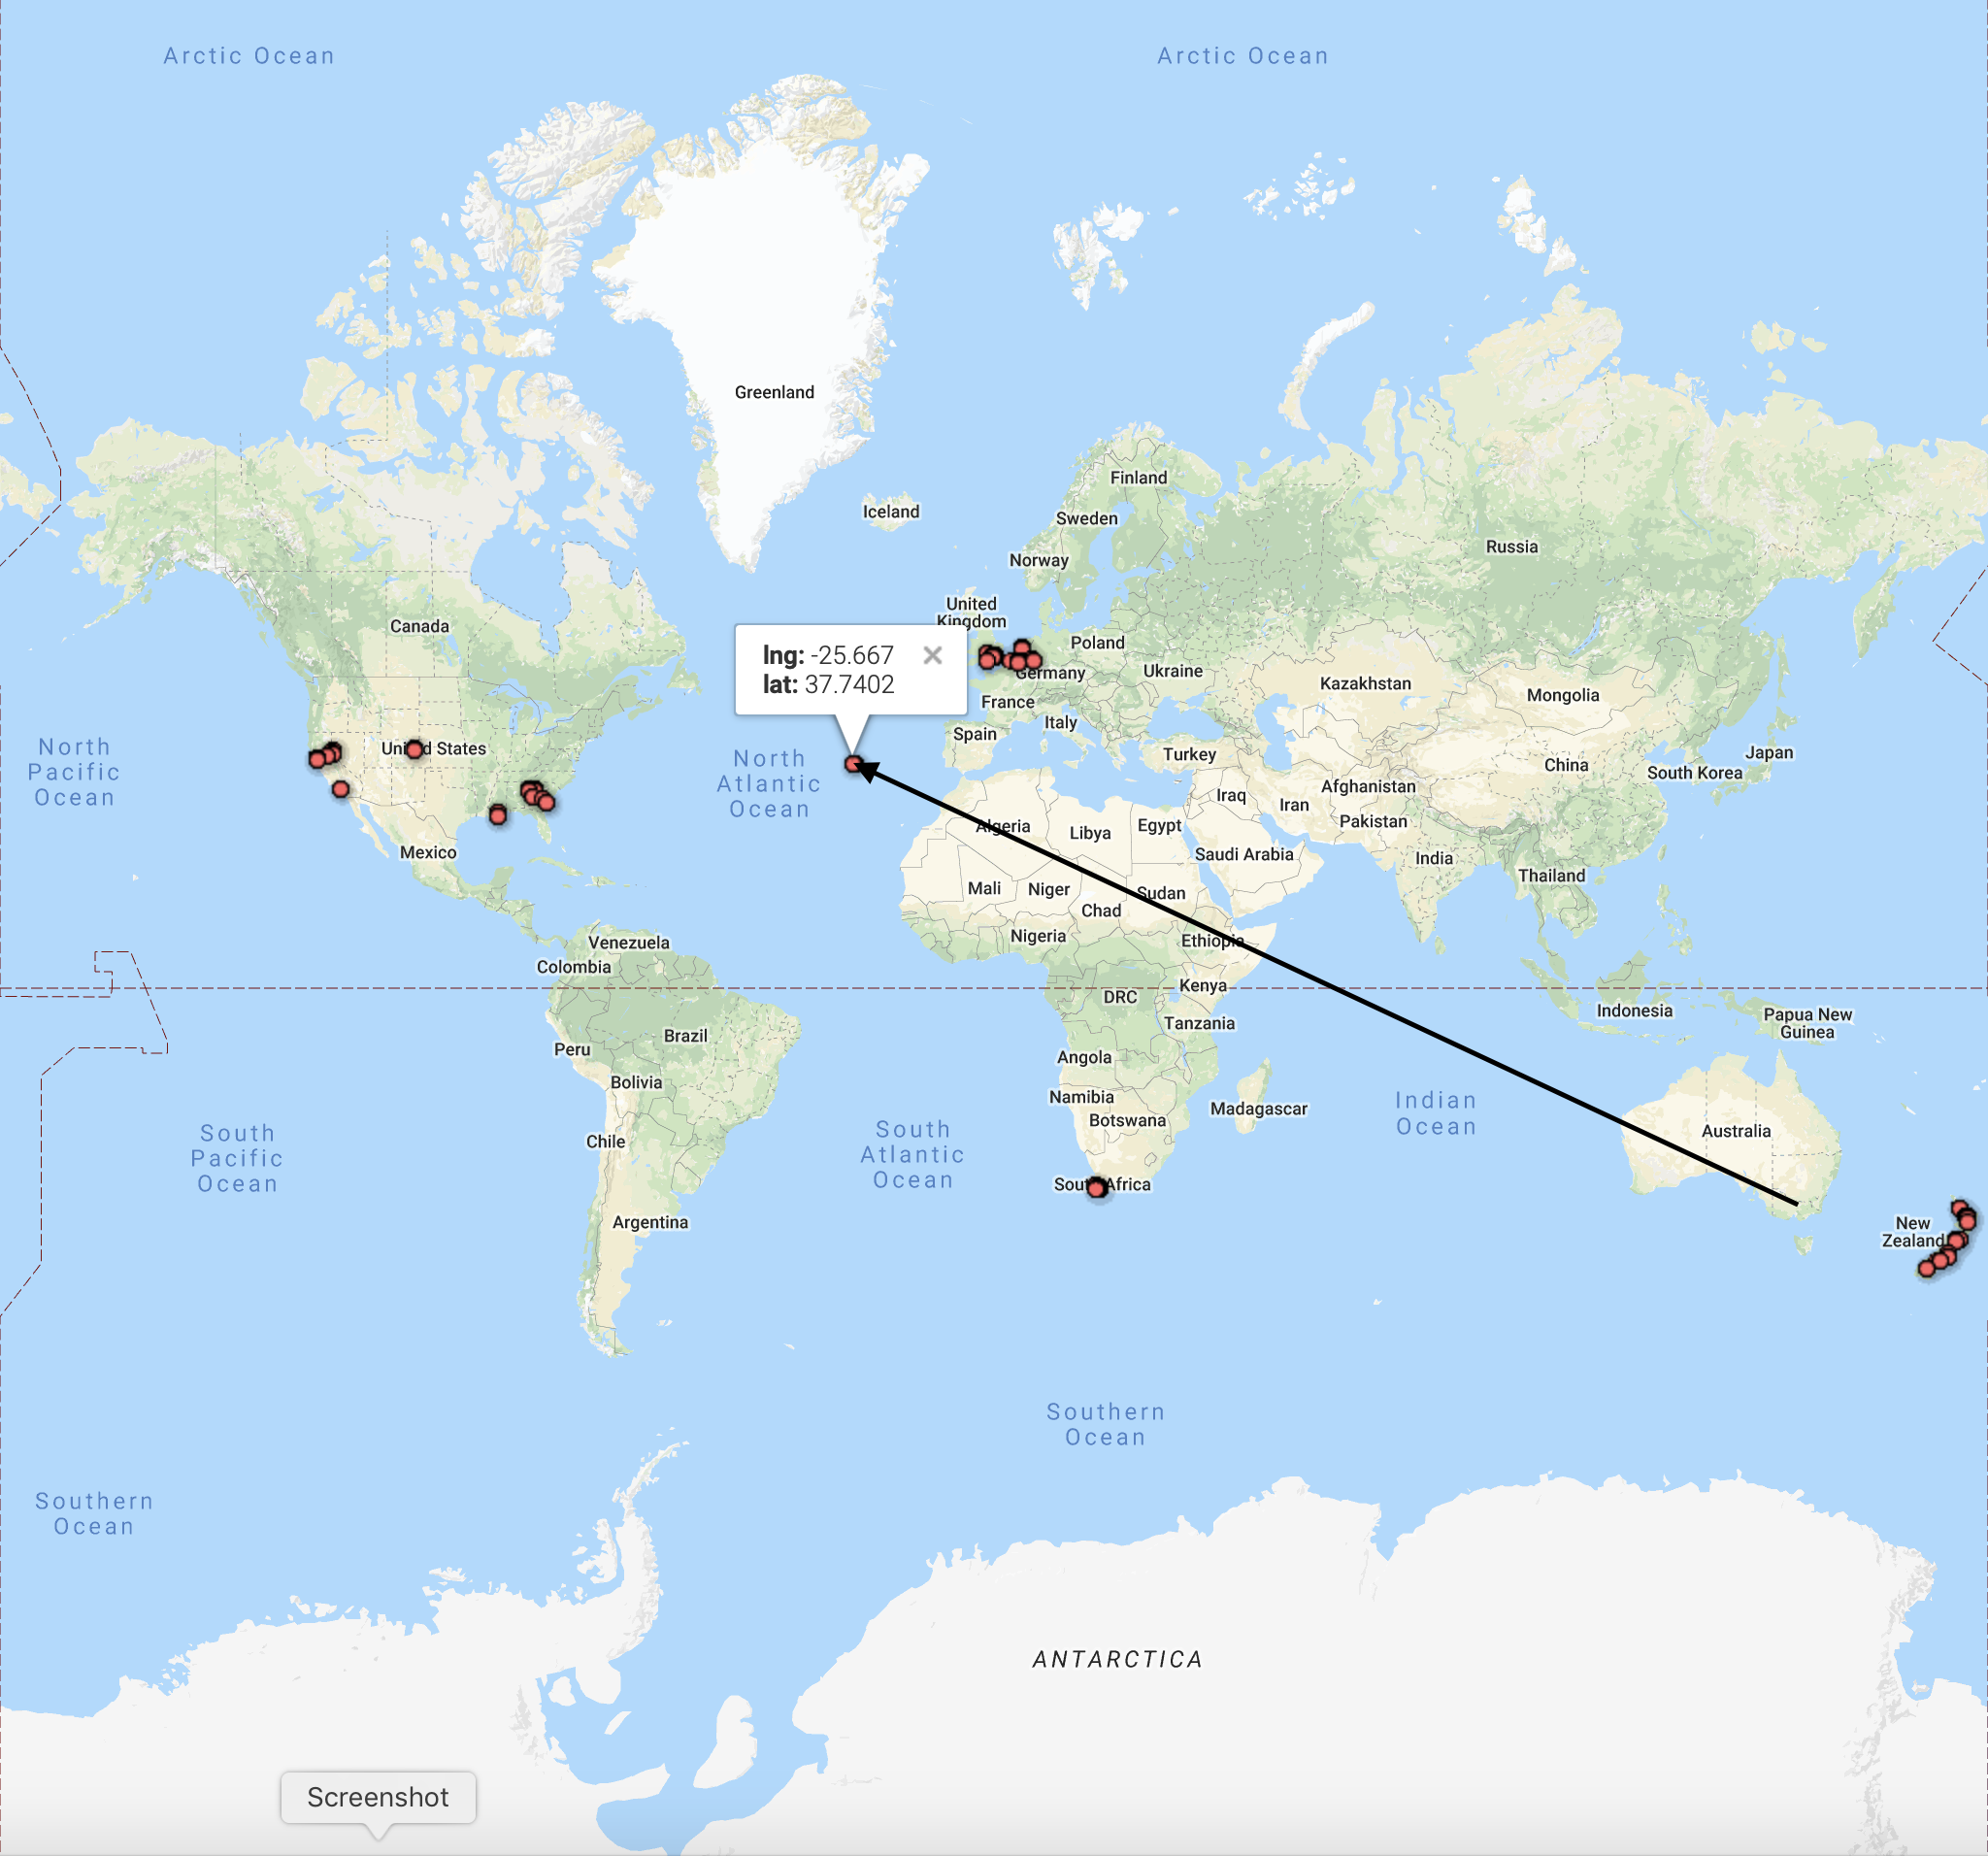 Arctic Ocean
Arctic Ocean
Greenland
Finland
Iceland
Sweden
Russia
Norway
United
Kingdom
Canada
Poland
lng: -25.667
lat: 37.7402
Ukraine
Germany
Kazakhstan
Mongolia
France
Italy
Spain
North
Pacific
Ocean
United States
North
Atlantic
Ocean
Turkey
Japan
China
South Korea
Afghanistan
Iraq
Iran
Pakistan
Algeria
Libya
Egypt
Mexico
Saudi Arabia
India
Thailand
Mali
Niger
Sudan
Chad
Nigeria
Ethiopia
Venezuela
Colombia
Kenya
DRC
Indonesia
Papua New
Guinea
Tanzania
Brazil
Peru
Angola
Bolivia
Namibia
Madagascar
Botswana
Indian
Ocean
Australia
South
Pacific
Ocean
Chile
South
Atlantic
Ocean
South Africa
Argentina
New
Zealand
Southern
Ocean
Southern
Ocean
ANTARCTICA
Screenshot